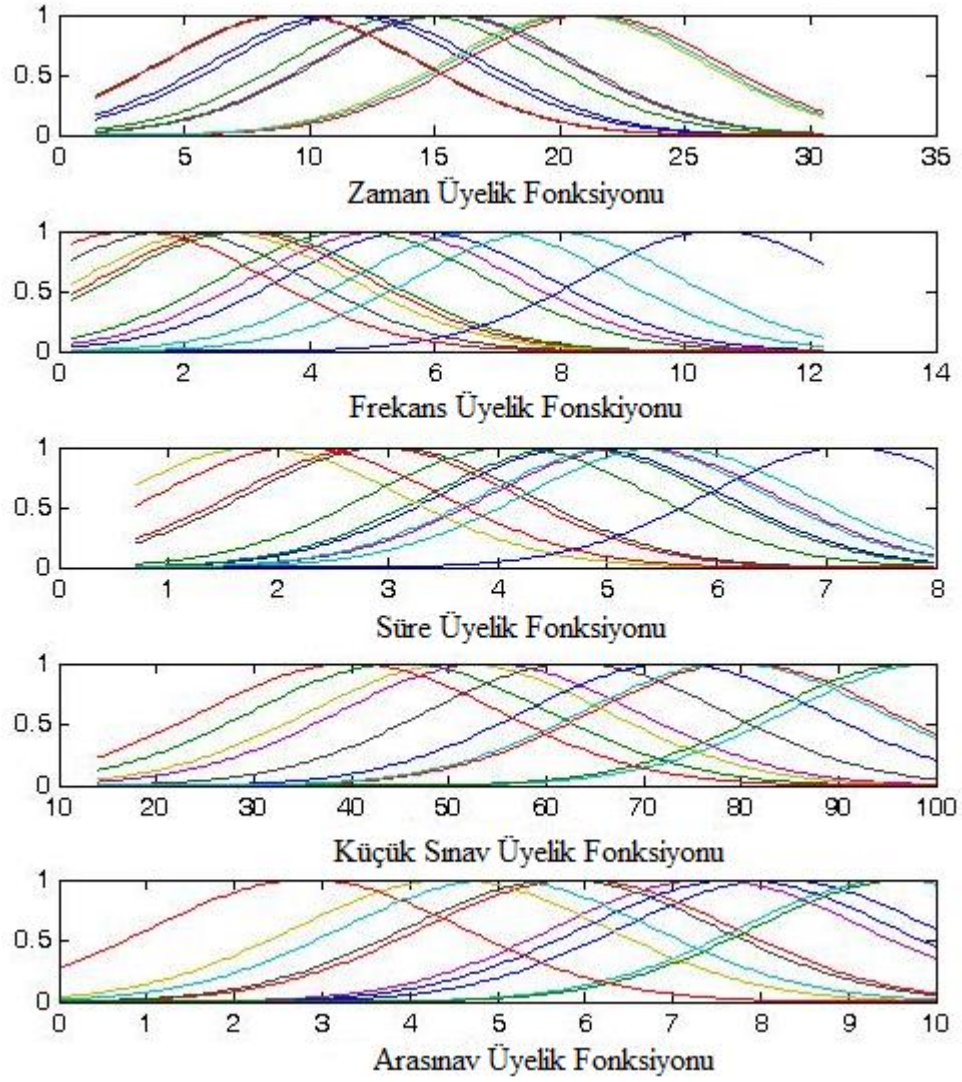 1
0.5
0
0 5 10 15 20 25 30 35
Zaman Üyelik Fonksiyonu
1
0.5
0
0 2 4 6 8 10 12 14
Frekans Üyelik Fonskiyonu
1
0.5
0
0 1 2 3 4 5 6 7 8
Süre Üyelik Fonksiyonu
1
0.5
0
10 20 30 40 50 60 70 80 90 100
Küçük Sınav Üyelik Fonksiyonu
1
0.5
0
0 1 2 3 4 5 6 7 8 9 10
Arasınav Üyelik Fonksiyonu